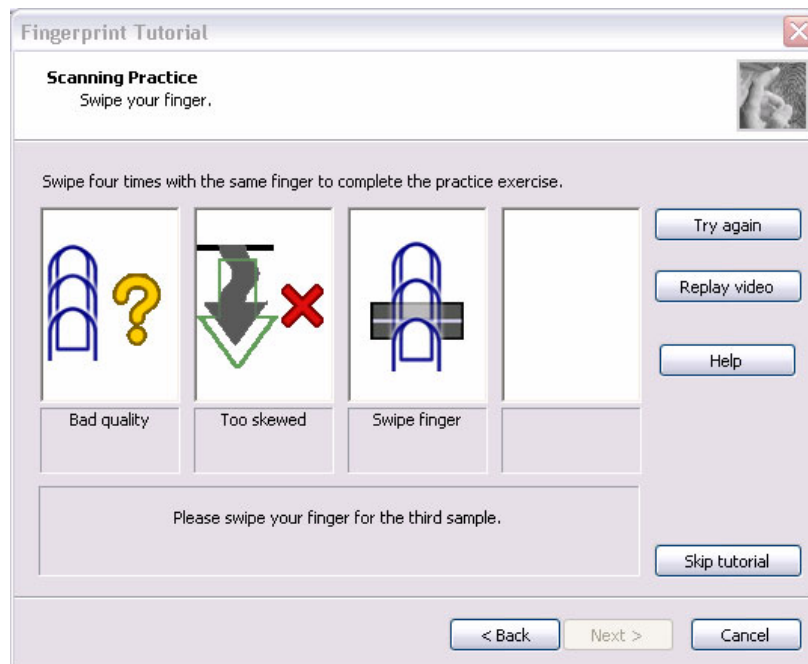 Fingerprint Tutorial
Scanning Practice
Swipe your finger.
Swipe four times with the same finger to complete the practice exercise.
Try again
Replay video
Help
Bad quality
Too skewed
Swipe finger
Please swipe your finger for the third sample.
Skip tutorial
< Back
Next >
Cancel